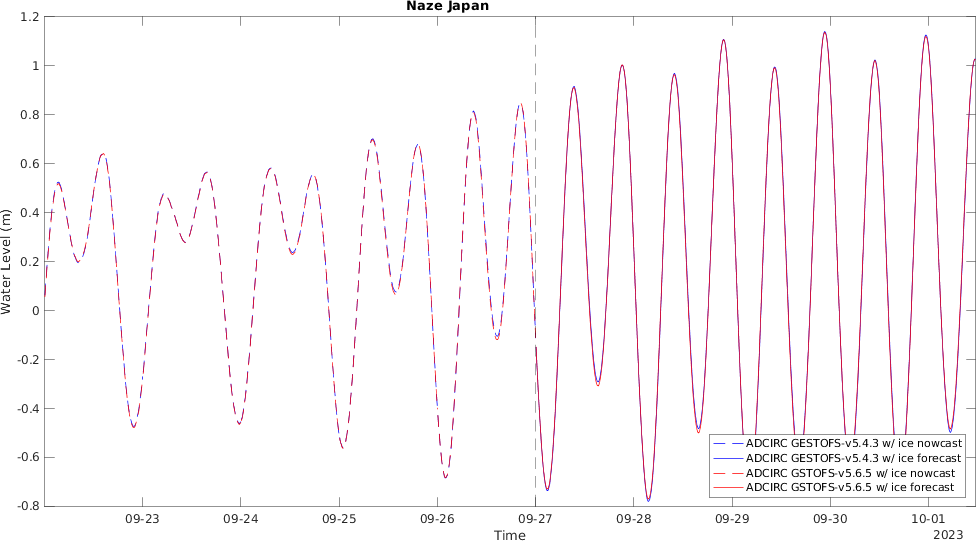 Naze Japan
1.2
1
0.8
0.6
0.4
0.2
0
-0.2
-0.4
-0.6
-0.8
Water Level (m)
09-23 09-24 09-25 09-26 09-27 09-28 09-29 09-30 10-01
Time
2023
ADCIRC GESTOFS-v5.4.3 w/ ice nowcast
ADCIRC GESTOFS-v5.4.3 w/ ice forecast
ADCIRC GSTOFS-v5.6.5 w/ ice nowcast
ADCIRC GSTOFS-v5.6.5 w/ ice forecast